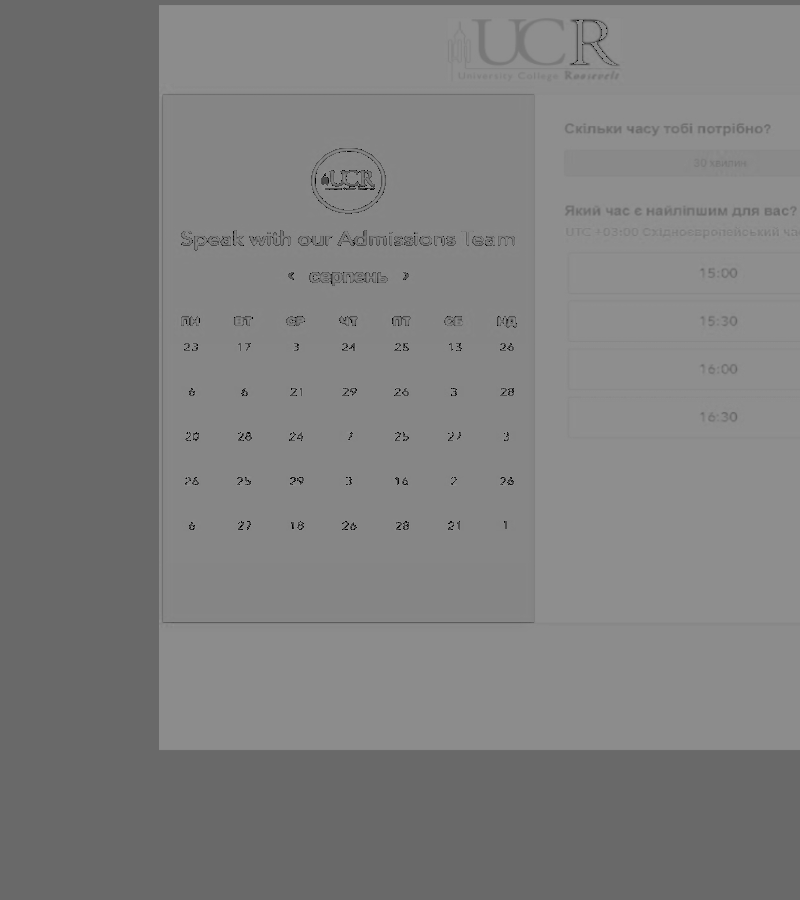 UCR
University College Roosevelt
UCR
Speak with our Admissions Team
‹ серпень ›
ПН ВТ СР ЧТ ПТ СБ НД
23 17 3 24 25 13 26
6 6 21 29 26 3 28
20 28 24 7 25 27 3
26 25 29 3 16 2 26
6 27 18 26 28 21 1
Скільки часу тобі потрібно?
30 хвилин
Який час є найліпшим для вас?
UTC +03:00 Східноєвропейський
15:00
15:30
16:00
16:30